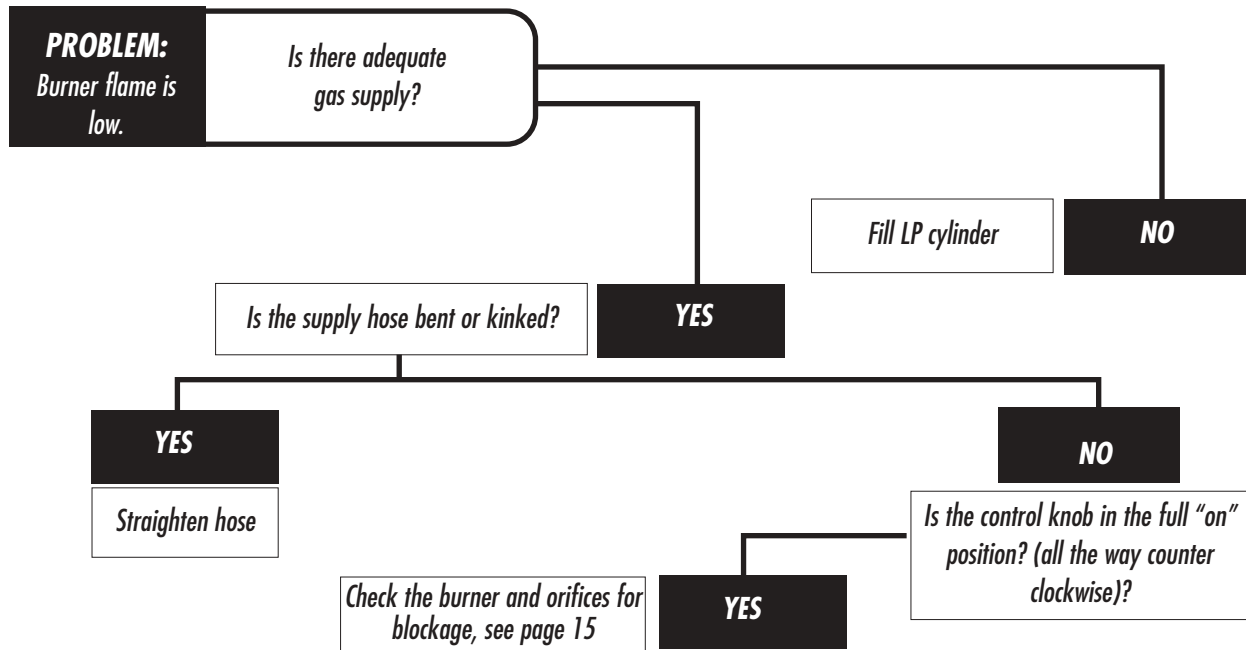 PROBLEM:
Burner flame is
low.
Is there adequate
gas supply?
Fill LP cylinder
NO
Is the supply hose bent or kinked?
YES
YES
Straighten hose
NO
Is the control knob in the full “on”
position? (all the way counter
clockwise)?
Check the burner and orifices for
blockage, see page 15
YES